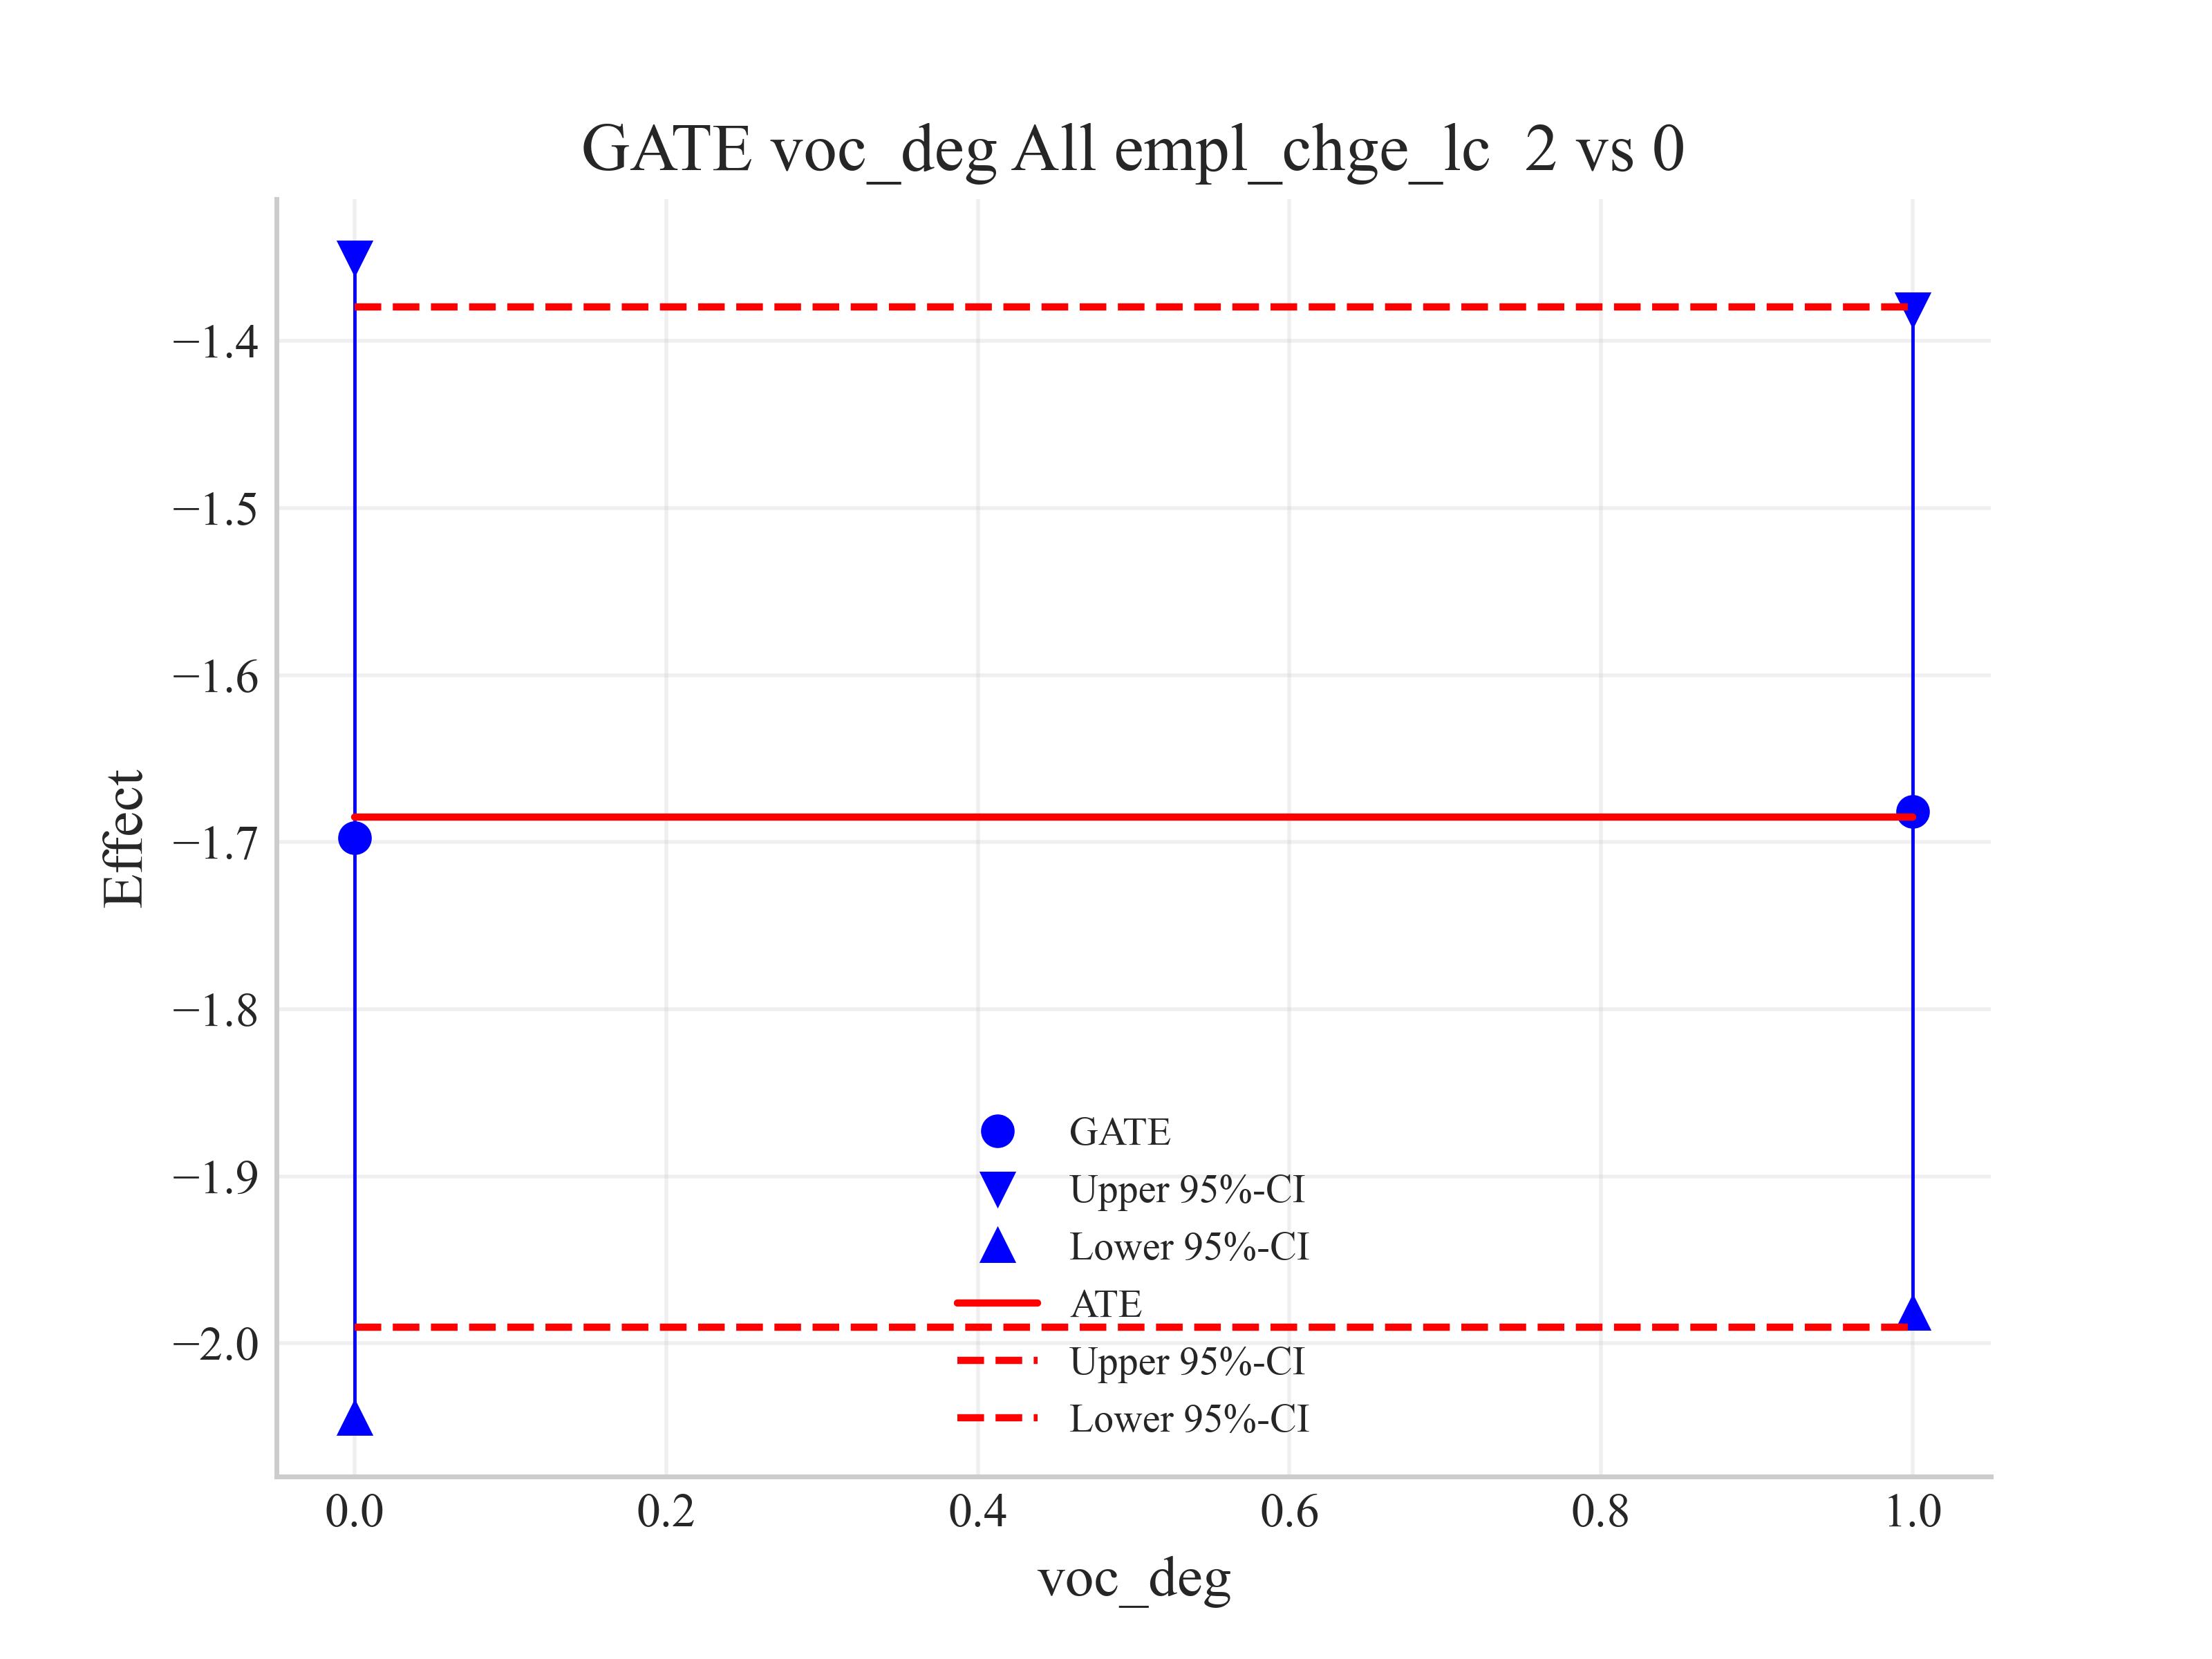 GATE voc_deg All empl_chge_lc  2 vs 0
Effect
−1.4
−1.5
−1.6
−1.7
−1.8
−1.9
−2.0
GATE
Upper 95%-CI
Lower 95%-CI
ATE
Upper 95%-CI
Lower 95%-CI
0.0 0.2 0.4 0.6 0.8 1.0
voc_deg